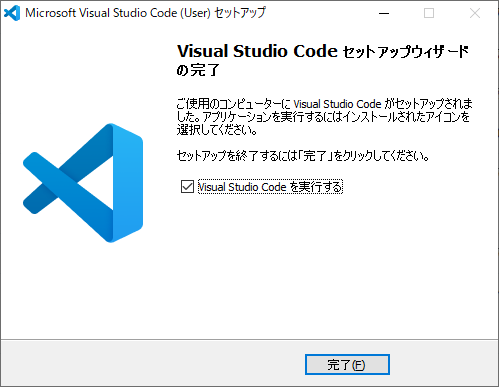 Microsoft Visual Studio Code (User) セットアップ
Visual Studio Code セットアップウィザード
の完了
ご使用のコンピューターに Visual Studio Code がセットアップされま
した。アプリケーションを実行するにはインストールされたアイコンを
選択してください。
セットアップを終了するには「完了」をクリックしてください。
Visual Studio Code を実行する
完了(F)